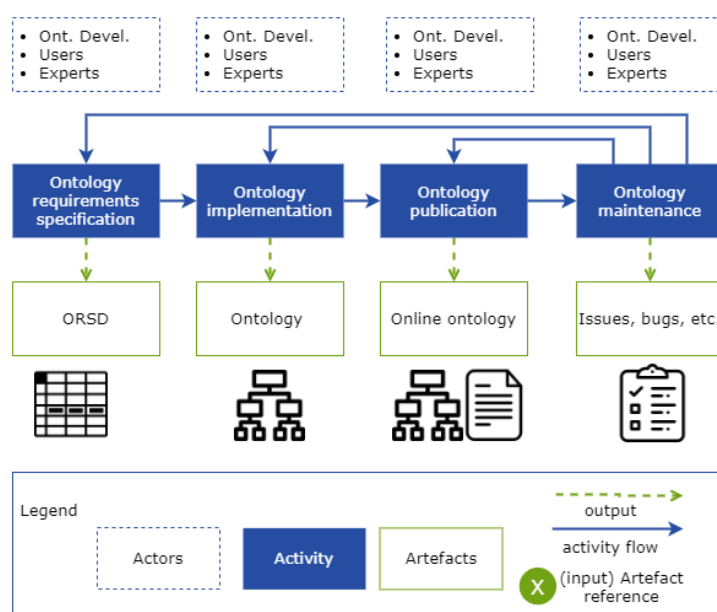 • Ont. Devel.
• Users
• Experts
• Ont. Devel.
• Users
• Experts
• Ont. Devel.
• Users
• Experts
• Ont. Devel.
• Users
• Experts
Ontology
requirements
specification
Ontology
implementation
Ontology
publication
Ontology
maintenance
ORSD
Ontology
Online ontology
Issues, bugs, etc.
Legend
Actors
Activity
Artefacts
output
activity flow
X
(input) Artefact
reference